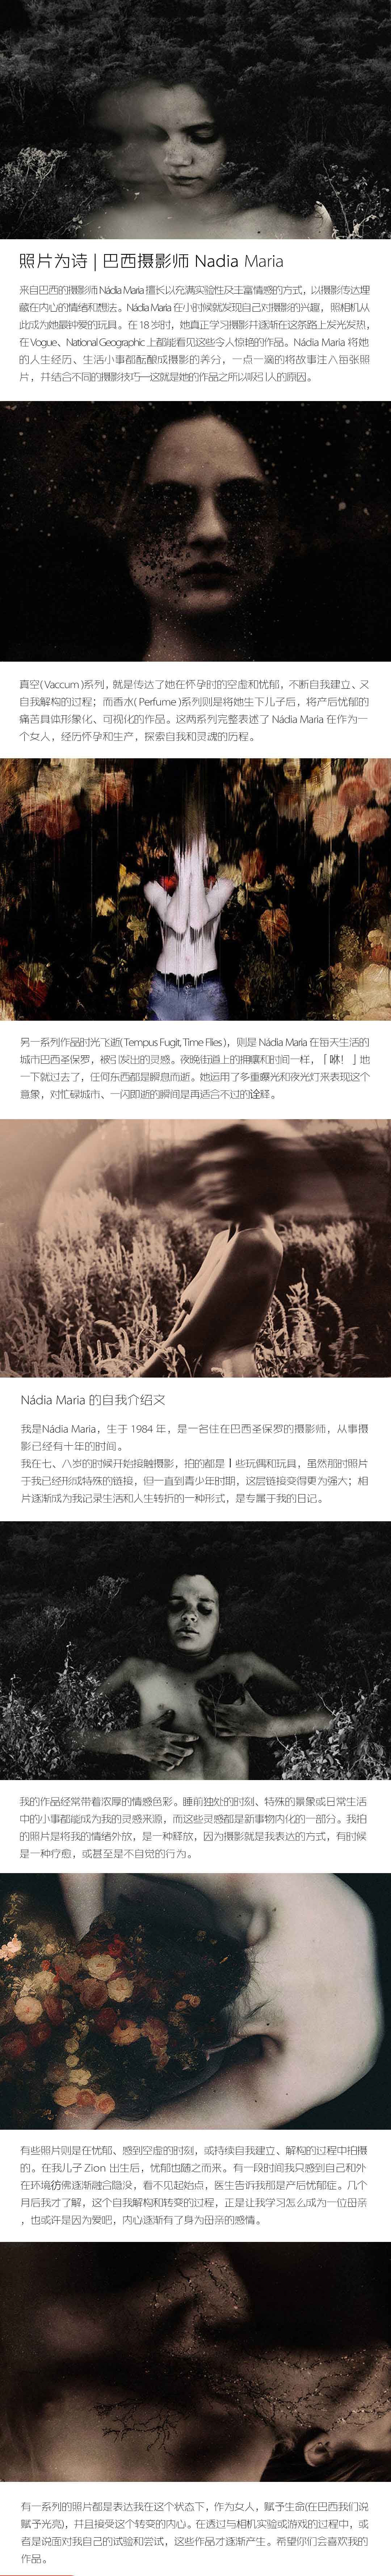 照片为诗 | 巴西摄影师 Nadia Maria
来自巴西的摄影师 Nádia Maria 擅长以充满实验性及丰富情感的方式，以摄影传达埋
藏在内心的情绪和想法。Nádia Maria 在小时候就发现自己对摄影的兴趣，照相机从
此成为她最钟爱的玩具。在 18 岁时，她真正学习摄影并逐渐在这条路上发光发热，
在 Vogue、National Geographic 上都能看见这些令人惊艳的作品。Nádia Maria 将她
的人生经历、生活小事都酝酿成摄影的养分，一点一滴的将故事注入每张照
片，并结合不同的摄影技巧—这就是她的作品之所以吸引人的原因。
真空( Vaccum )系列，就是传达了她在怀孕时的空虚和忧郁，不断自我建立、又
自我解构的过程；而香水( Perfume )系列则是将她生下儿子后，将产后忧郁的
痛苦具体形象化、可视化的作品。这两系列完整表述了 Nádia Maria 在作为一
个女人，经历怀孕和生产，探索自我和灵魂的历程。
另一系列作品时光飞逝(Tempus Fugit, Time Flies )，则是 Nádia Maria 在每天生活的
城市巴西圣保罗，被引发出的灵感。夜晚街道上的拥嚷和时间一样，「咻！」地
一下就过去了，任何东西都是瞬息而逝。她运用了多重曝光和夜光灯来表现这个
意象，对忙碌城市、一闪即逝的瞬间是再适合不过的诠释。
Nádia Maria 的自我介绍文
我是Nádia Maria，生于 1984 年，是一名住在巴西圣保罗的摄影师，从事摄
影已经有十年的时间。
我在七、八岁的时候开始接触摄影，拍的都是丨些玩偶和玩具，虽然那时照片
于我已经形成特殊的链接，但一直到青少年时期，这层链接变得更为强大；相
片逐渐成为我记录生活和人生转折的一种形式，是专属于我的日记。
我的作品经常带着浓厚的情感色彩。睡前独处的时刻、特殊的景象或日常生活
中的小事都能成为我的灵感来源，而这些灵感都是新事物内化的一部分。我拍
的照片是将我的情绪外放，是一种释放，因为摄影就是我表达的方式，有时候
是一种疗愈，或甚至是不自觉的行为。
有些照片则是在忧郁、感到空虚的时刻，或持续自我建立、解构的过程中拍摄
的。在我儿子 Zion 出生后，忧郁也随之而来。有一段时间我只感到自己和外
在环境彷佛逐渐融合隐没，看不见起始点，医生告诉我那是产后忧郁症。几个
月后我才了解，这个自我解构和转变的过程，正是让我学习怎么成为一位母亲
，也或许是因为爱吧，内心逐渐有了身为母亲的感情。
有一系列的照片都是表达我在这个状态下，作为女人，赋予生命(在巴西我们说
赋予光亮)，并且接受这个转变的内心。在透过与相机实验或游戏的过程中，或
者是说面对我自己的试验和尝试，这些作品才逐渐产生。希望你们会喜欢我的
作品。